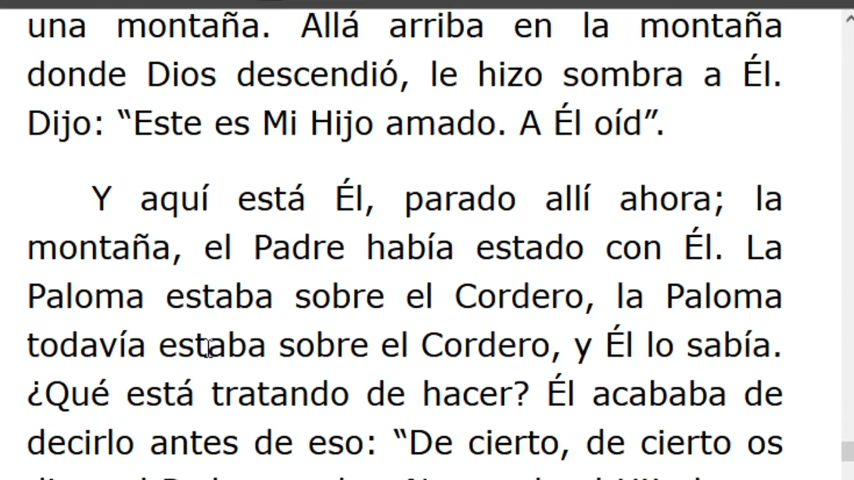 una montaña. Allá arriba en la montaña
donde Dios descendió, le hizo sombra a Él.
Dijo: “Este es Mi Hijo amado. A Él oíd”.
Y aquí está Él, parado allí ahora; la
montaña, el Padre había estado con Él. La
Paloma estaba sobre el Cordero, la Paloma
todavía estaba sobre el Cordero, y Él lo sabía.
¿Qué está tratando de hacer? Él acababa de
decirlo antes de eso: “De cierto, de cierto os